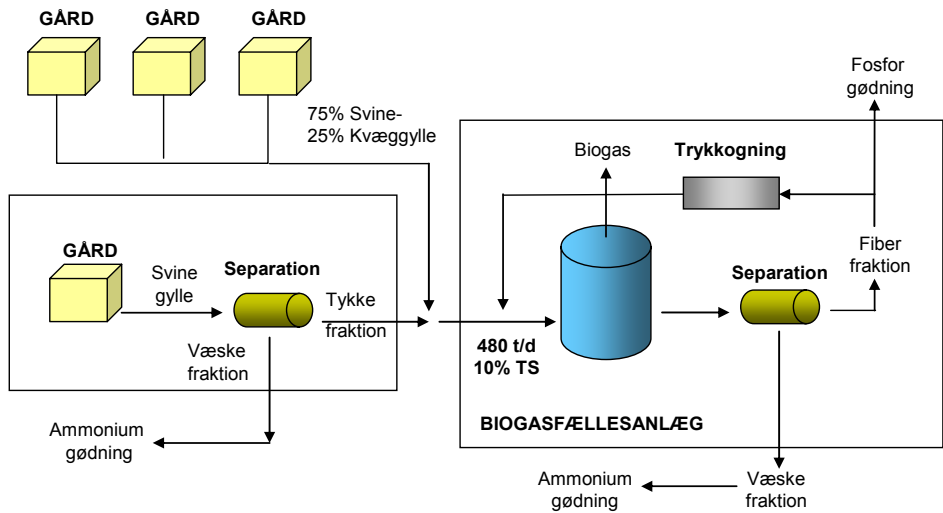 GÅRD
GÅRD
GÅRD
75% Svine-
25% Kvæggylle
Fosfor
gødning
Biogas
Trykkogning
GÅRD
Svine
gylle
Separation
Tykke
fraktion
Væske
fraktion
Ammonium
gødning
480 t/d
10% TS
Separation
Fiber
fraktion
BIOGASFÆLLESANLÆG
Ammonium
gødning
Væske
fraktion